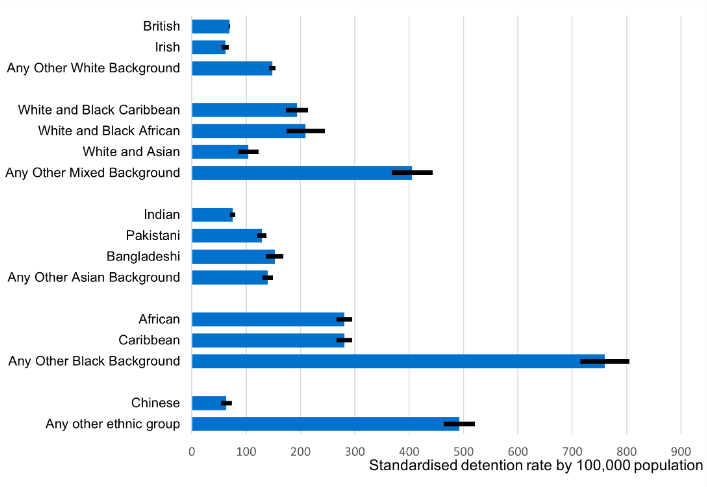 British
Irish
Any Other White Background
White and Black Caribbean
White and Black African
White and Asian
Any Other Mixed Background
Indian
Pakistani
Bangladeshi
Any Other Asian Background
African
Caribbean
Any Other Black Background
Chinese
Any other ethnic group
0 100 200 300 400 500 600 700 800 900
Standardised detention rate by 100,000 population